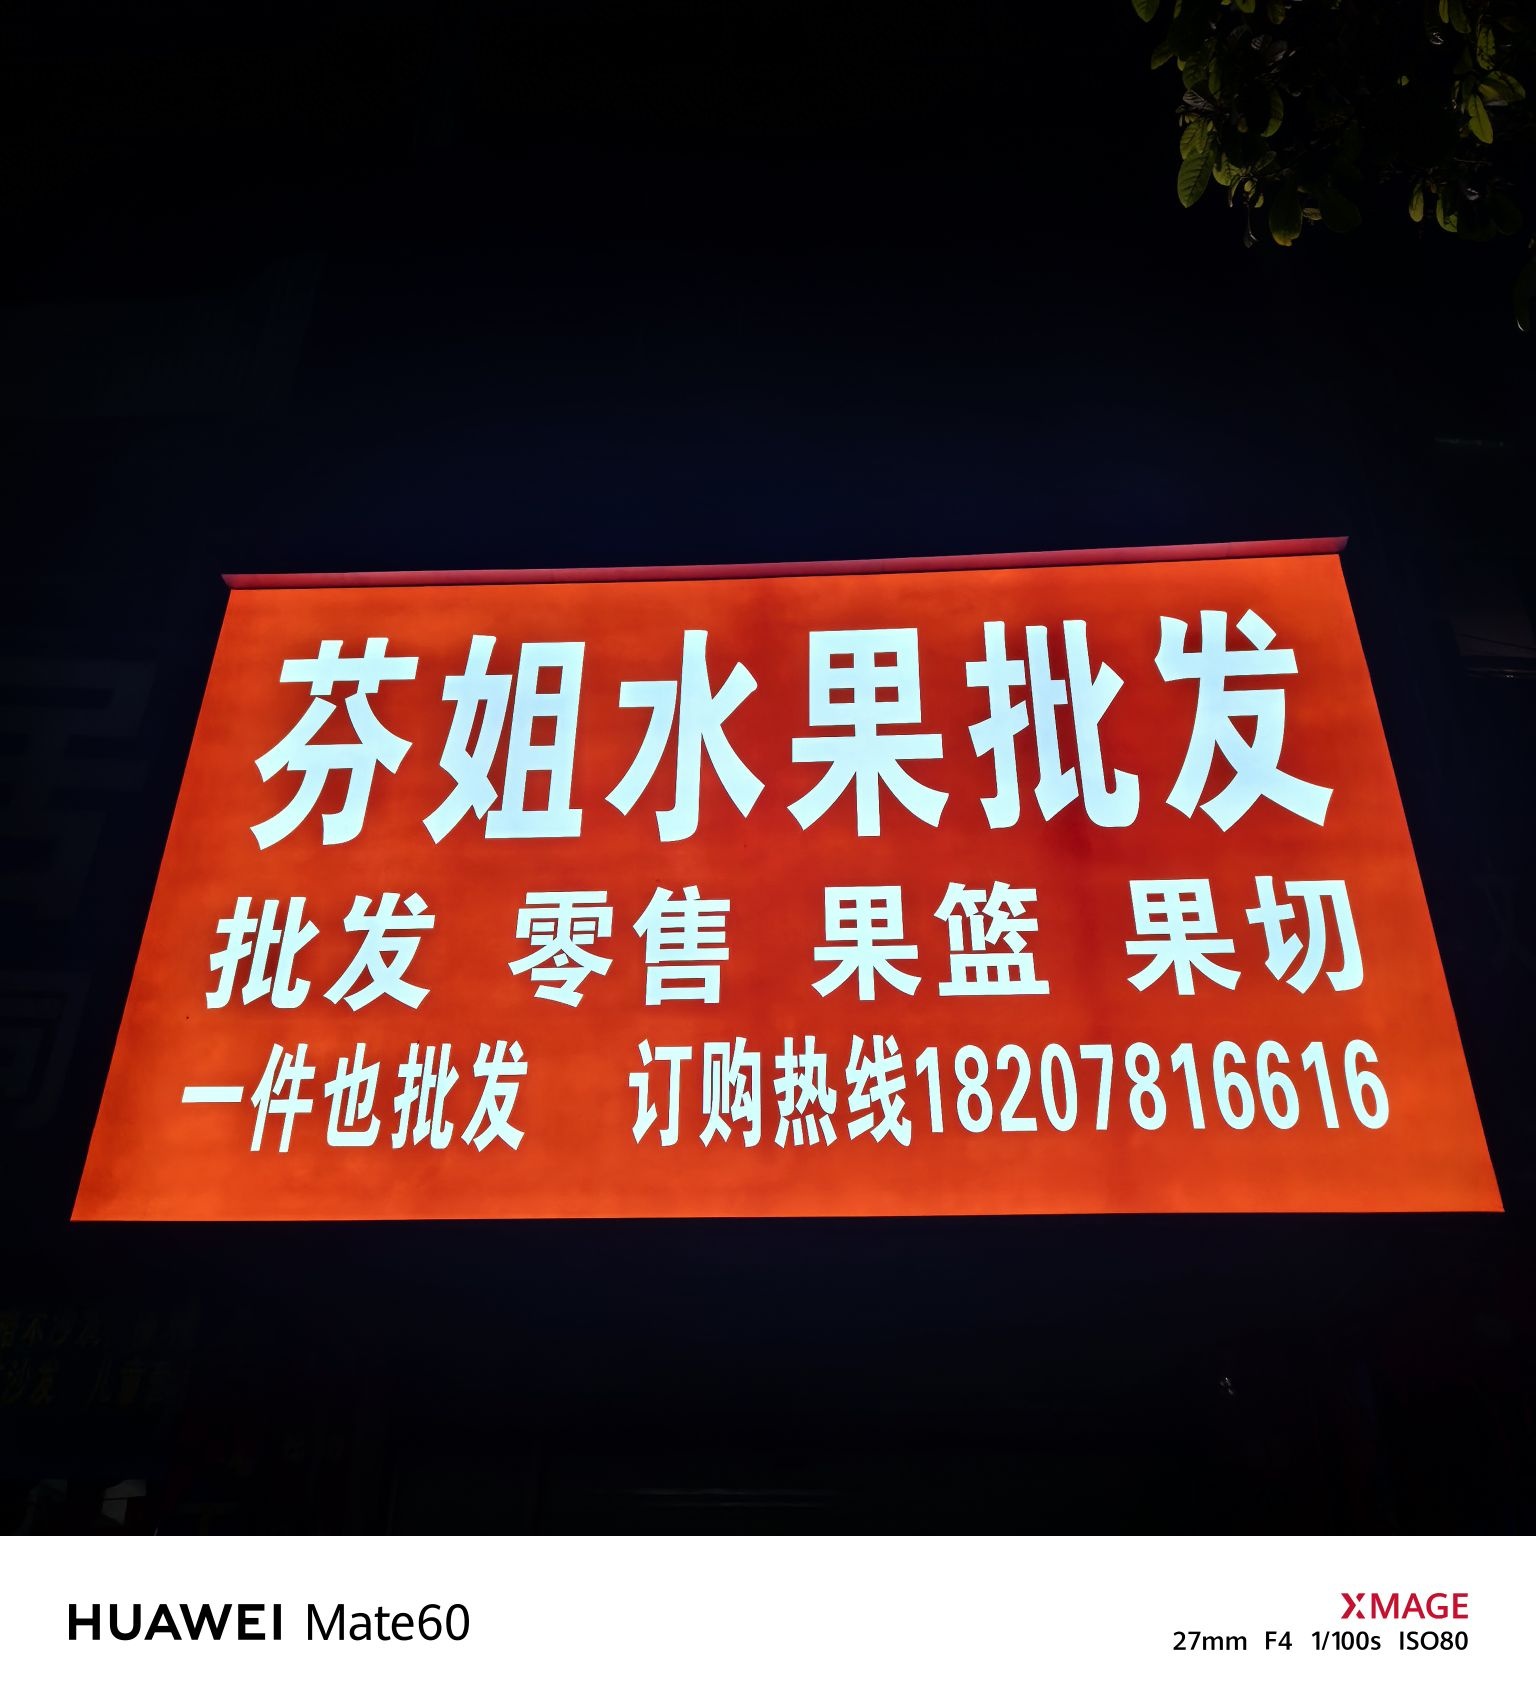 芬姐水果批发
批发 零售 果篮 果切
一件也批发 订购热线18207816616
HUAWEI Mate60
XMAGE
27mm F4 1/100s ISO80